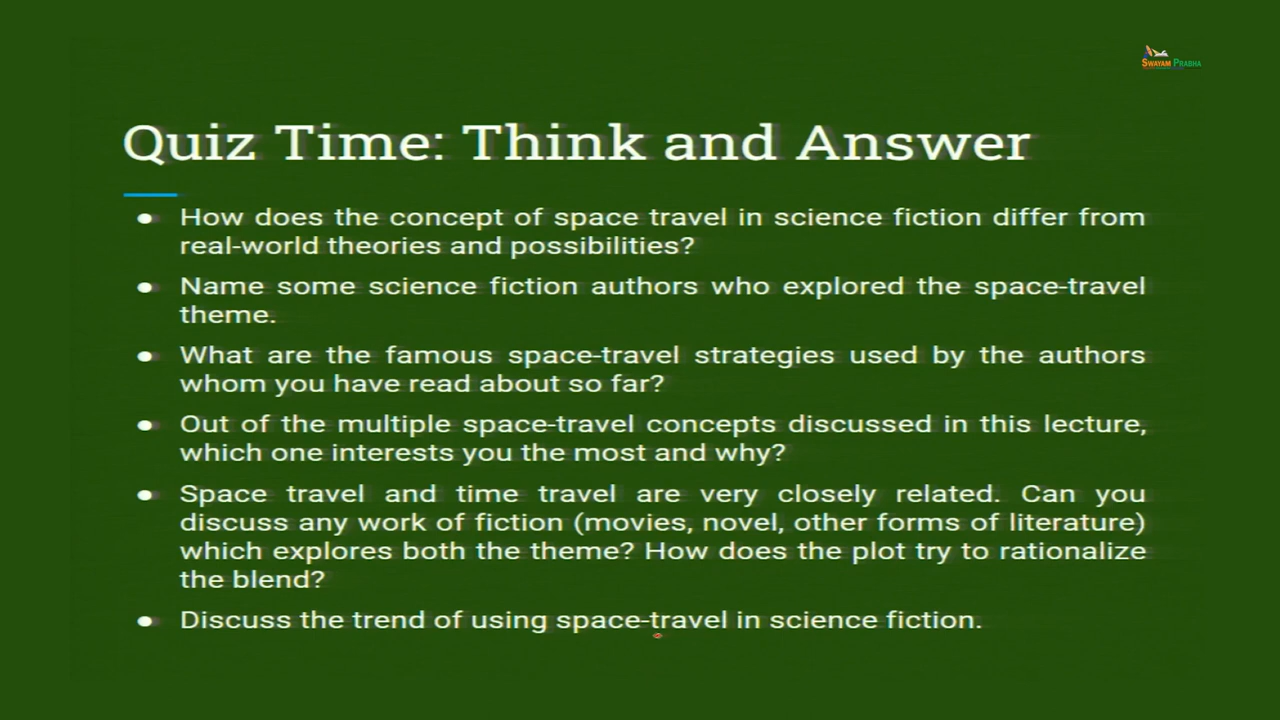 SWAYAM PRABHA
Quiz Time: Think and Answer
● How does the concept of space travel in science fiction differ from
real-world theories and possibilities?
● Name some science fiction authors who explored the space-travel
theme.
● What are the famous space-travel strategies used by the authors
whom you have read about so far?
● Out of the multiple space-travel concepts discussed in this lecture,
which one interests you the most and why?
● Space travel and time travel are very closely related. Can you
discuss any work of fiction (movies, novel, other forms of literature)
which explores both the theme? How does the plot try to rationalize
the blend?
● Discuss the trend of using space-travel in science fiction.